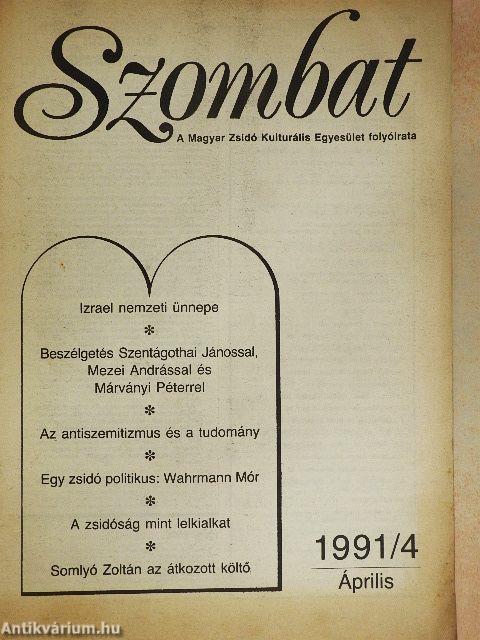 Szombat
A Magyar Zsidó Kulturális Egyesület folyóirata
Izrael nemzeti ünnepe
*
Beszélgetés Szentágothai Jánossal,
Mezei Andrással és
Márványi Péterrel
*
Az antiszemitizmus és a tudomány
*
Egy zsidó politikus: Wahrmann Mór
*
A zsidóság mint lelkialkat
*
Somlyó Zoltán az átkozott költő
1991/4
Április
Antikvárium.hu